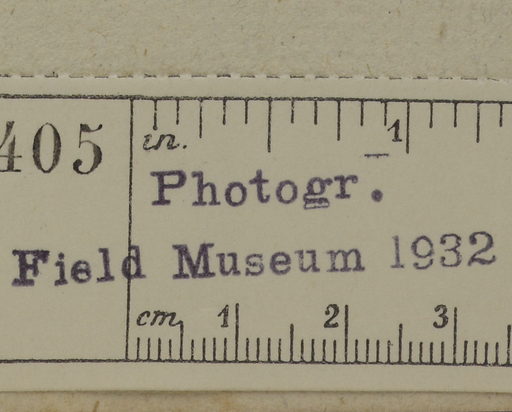 405
in. 1
Photogr.
Field Museum 1932
cm 1 2 3